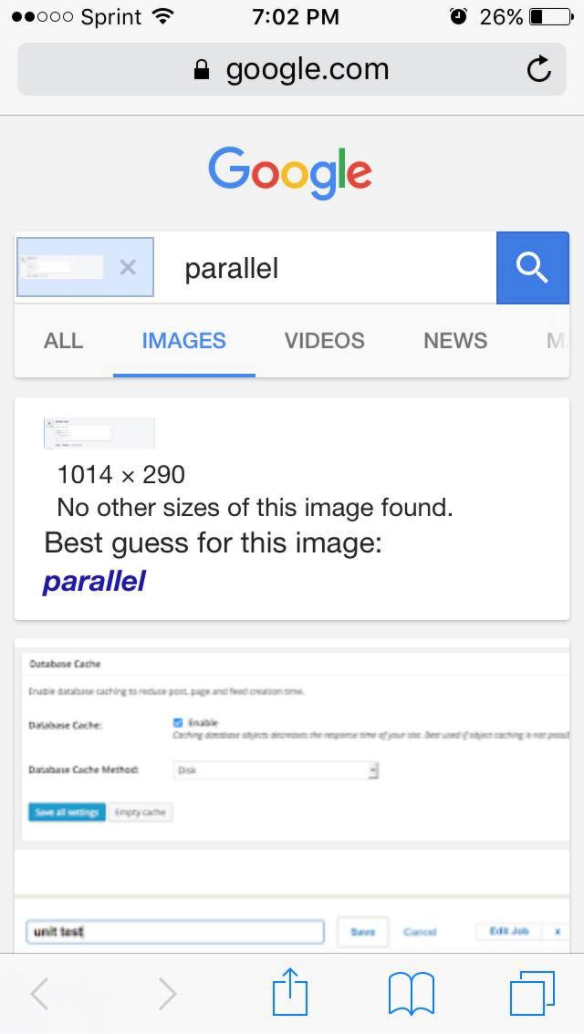 Sprint 7:02 PM 26%
google.com
Google
parallel
ALL IMAGES VIDEOS NEWS M
1014 × 290
No other sizes of this image found.
Best guess for this image:
parallel
Database Cache
Enable database caching to reduce post, page and feed creation time.
Database Cache: Enable
Caching database objects decreases the response time of your site. Best used if object caching is not possi
Database Cache Method: Disk
Save all settings Empty cache
unit test Save Cancel Edit Job x